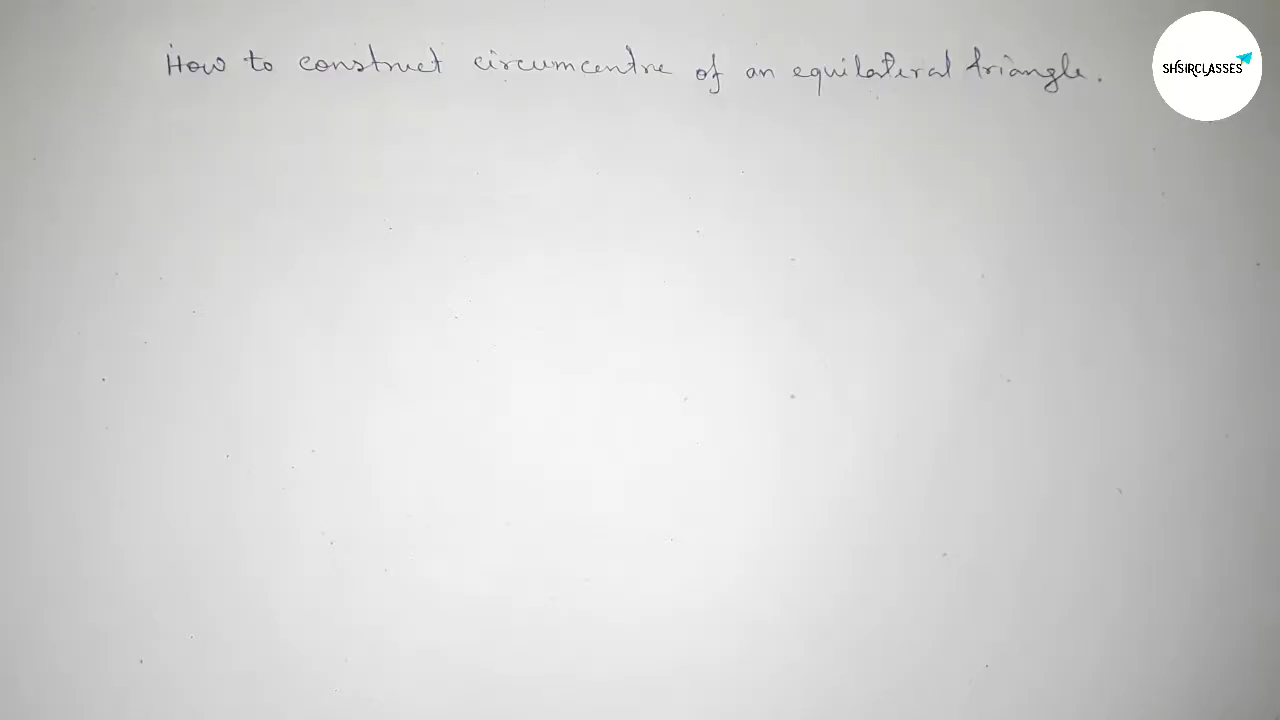 How to construct circumcentre of an equilateral triangle.
SHSIRCLASSES